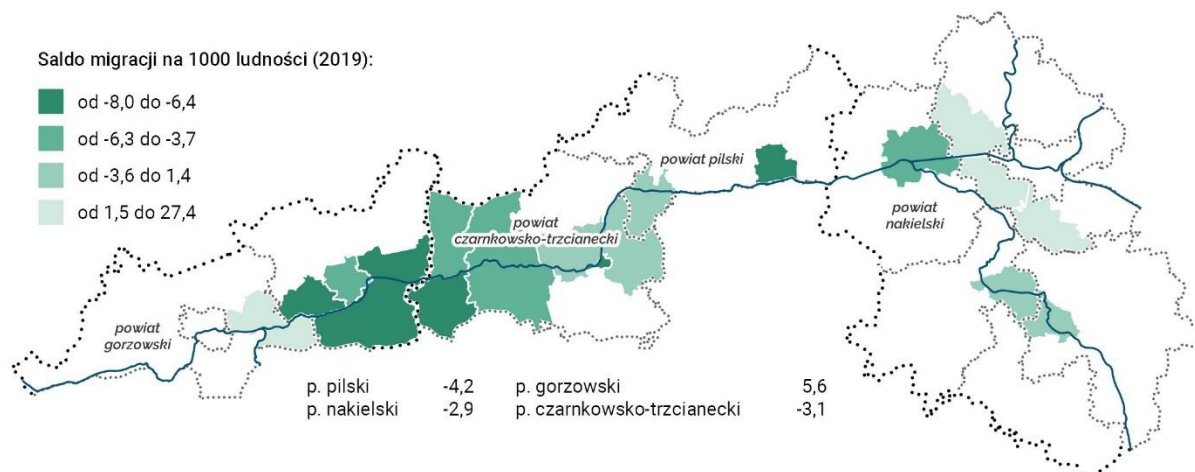 Saldo migracji na 1000 ludności (2019):
od -8,0 do -6,4
od -6,3 do -3,7
od -3,6 do 1,4
od 1,5 do 27,4
powiat pilski
powiat
czarnkowsko-trzcianecki
powiat
nakielski
powiat
gorzowski
p. pilski -4,2 p. gorzowski 5,6
p. nakielski -2,9 p. czarnkowsko-trzcianecki -3,1